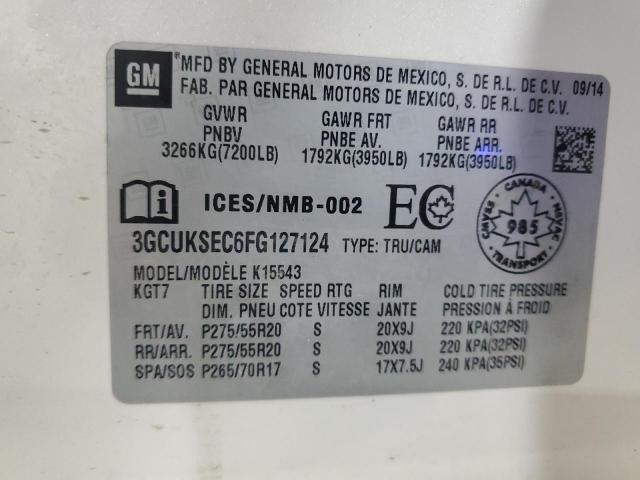 GM
*MFD BY GENERAL MOTORS DE MEXICO, S. DE R.L. DE C.V. 09/14
FAB. PAR GENERAL MOTORS DE MEXICO, S. DE R.L. DE C.V.
GVWR GAWR FRT GAWR RR
PNBV PNBE AV. PNBE ARR.
3266KG(7200LB) 1792KG(3950LB) 1792KG(3950LB)
i ICES/NMB-002 EC
CANADA
CMVSS 985 NSVAC
TRANSPORT
3GCUKSEC6FG127124 TYPE: TRU/CAM
MODEL/MODÈLE K15543
KGT7 TIRE SIZE SPEED RTG RIM COLD TIRE PRESSURE
DIM. PNEU COTE VITESSE JANTE PRESSION À FROID
FRT/AV. P275/55R20 S 20X9J 220 KPA(32PSI)
RR/ARR. P275/55R20 S 20X9J 220 KPA(32PSI)
SPA/SOS P265/70R17 S 17X7.5J 240 KPA(35PSI)